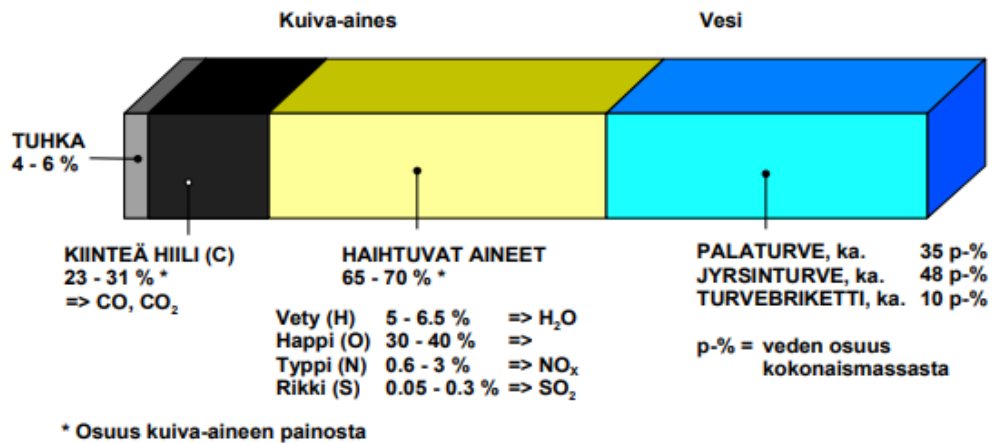 Kuiva-aines Vesi
TUHKA
4 - 6 %
KIINTEÄ HIILI (C)
23 - 31 % *
=> CO, CO₂
HAIHTUVAT AINEET
65 - 70 % *
Vety (H) 5 - 6.5 % => H₂O
Happi (O) 30 - 40 % =>
Typpi (N) 0.6 - 3 % => NOₓ
Rikki (S) 0.05 - 0.3 % => SO₂
PALATURVE, ka. 35 p-%
JYRSINTURVE, ka. 48 p-%
TURVEBRIKETTI, ka. 10 p-%
p-% = veden osuus
kokonaismassasta
* Osuus kuiva-aineen painosta